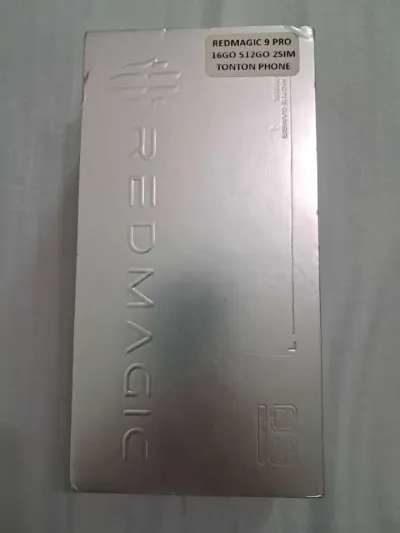 REDMAGIC 9 PRO
16GO 512GO 2SIM
TONTON PHONE
REDMAGIC